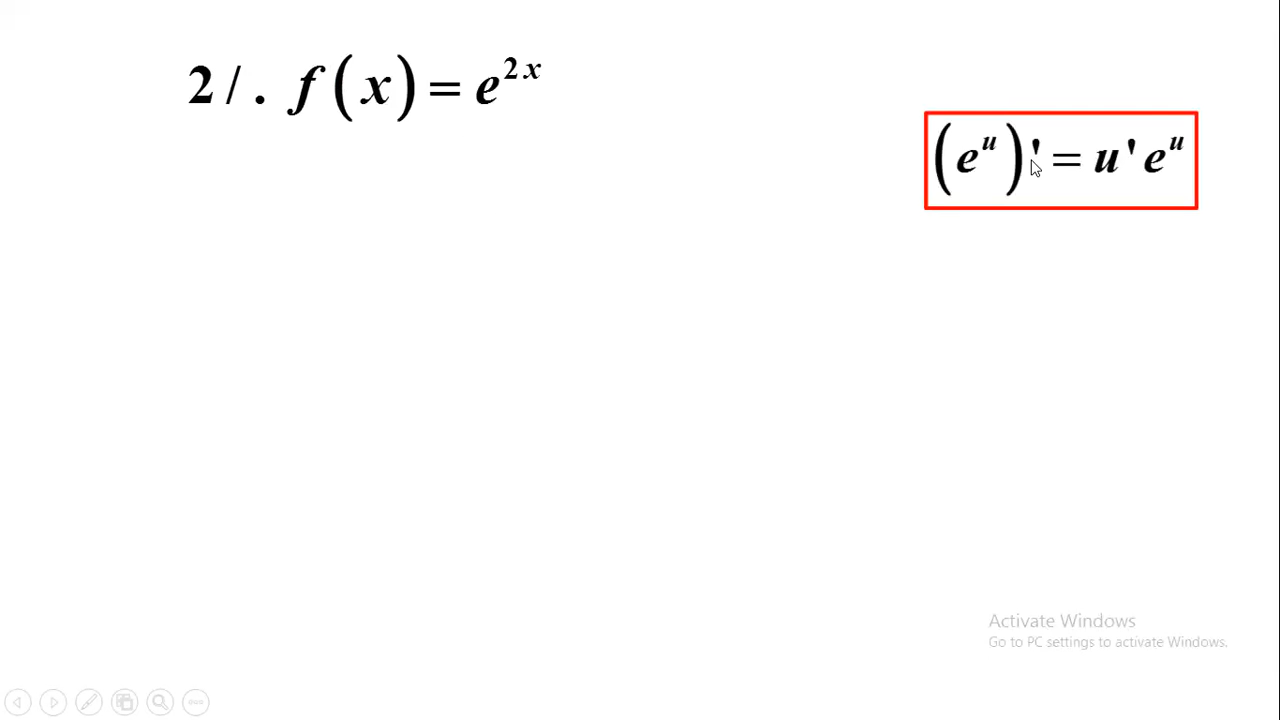 2/. f(x) = e^{2x}
(e^u)' = u'e^u
Activate Windows
Go to PC settings to activate Windows.